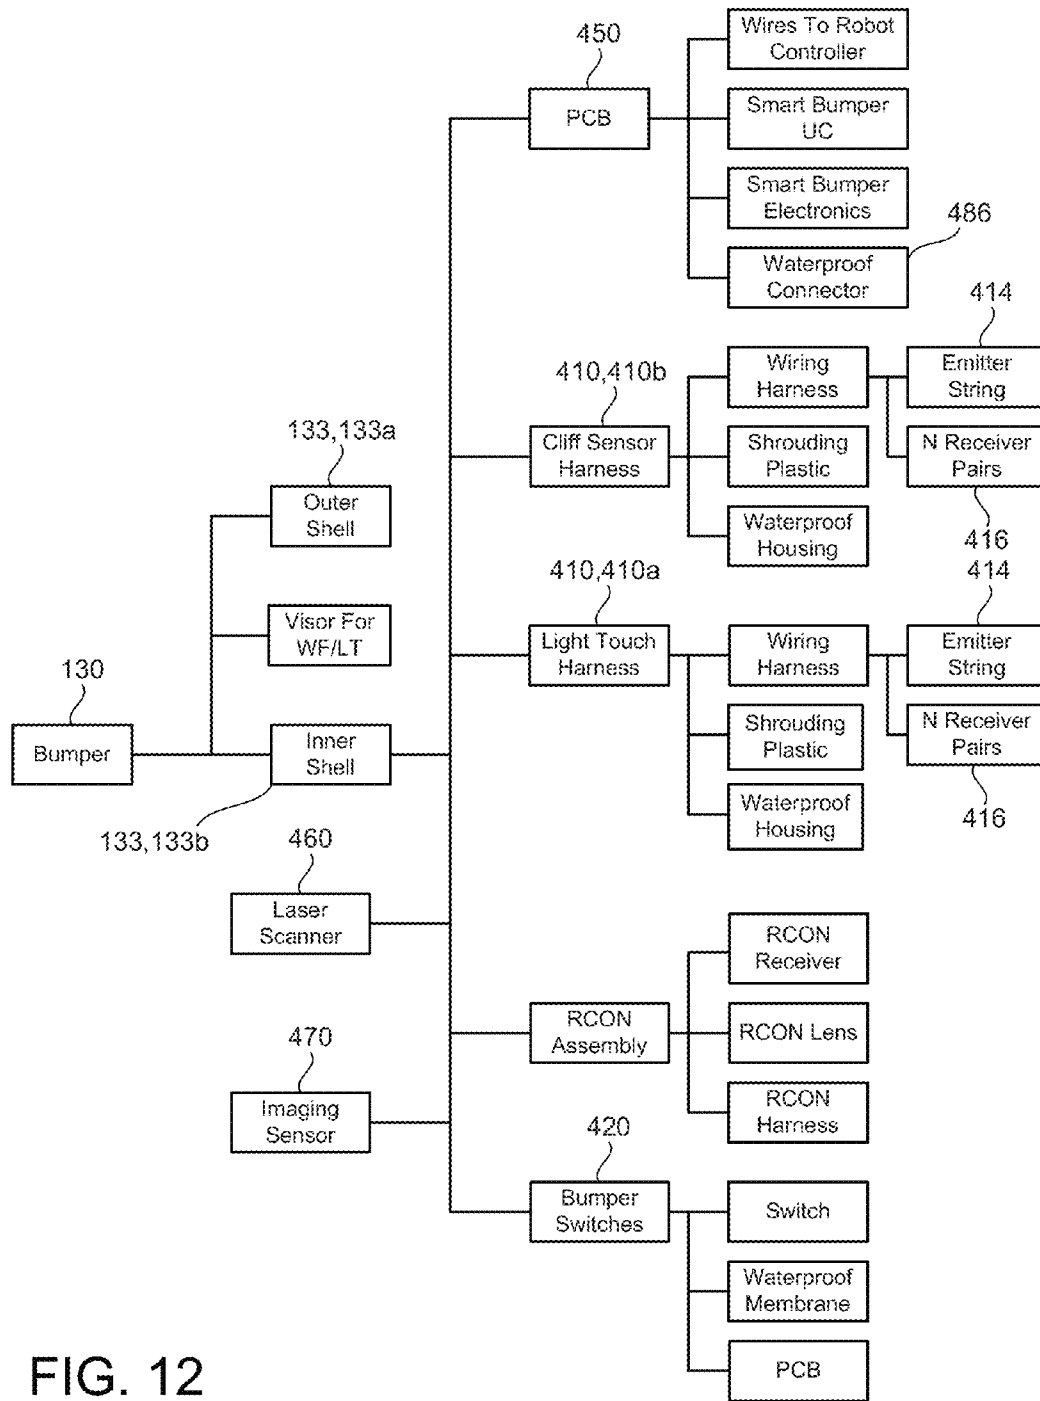 450
PCB
Wires To Robot
Controller
Smart Bumper
UC
Smart Bumper
Electronics
486
Waterproof
Connector
414
410,410b
Wiring
Harness
Emitter
String
133,133a
Cliff Sensor
Harness
Shrouding
Plastic
N Receiver
Pairs
Outer
Shell
Waterproof
Housing
416
410,410a
414
Visor For
WF/LT
Light Touch
Harness
Wiring
Harness
Emitter
String
130
Bumper
Inner
Shell
Shrouding
Plastic
N Receiver
Pairs
133,133b
Waterproof
Housing
416
460
Laser
Scanner
RCON
Receiver
RCON
Assembly
RCON Lens
470
Imaging
Sensor
RCON
Harness
420
Bumper
Switches
Switch
Waterproof
Membrane
PCB
FIG. 12